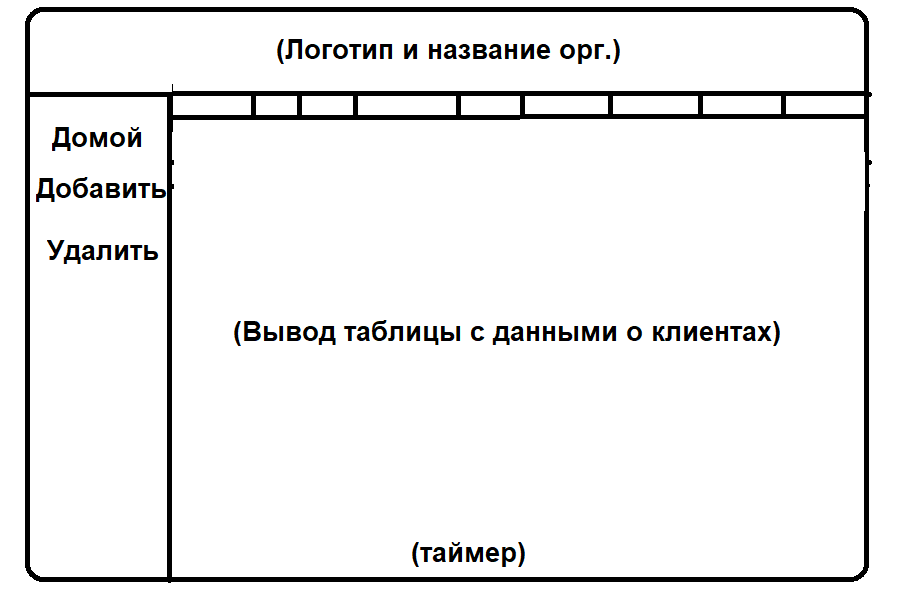 (Логотип и название орг.)
Домой
Добавить
Удалить
(Вывод таблицы с данными о клиентах)
(таймер)